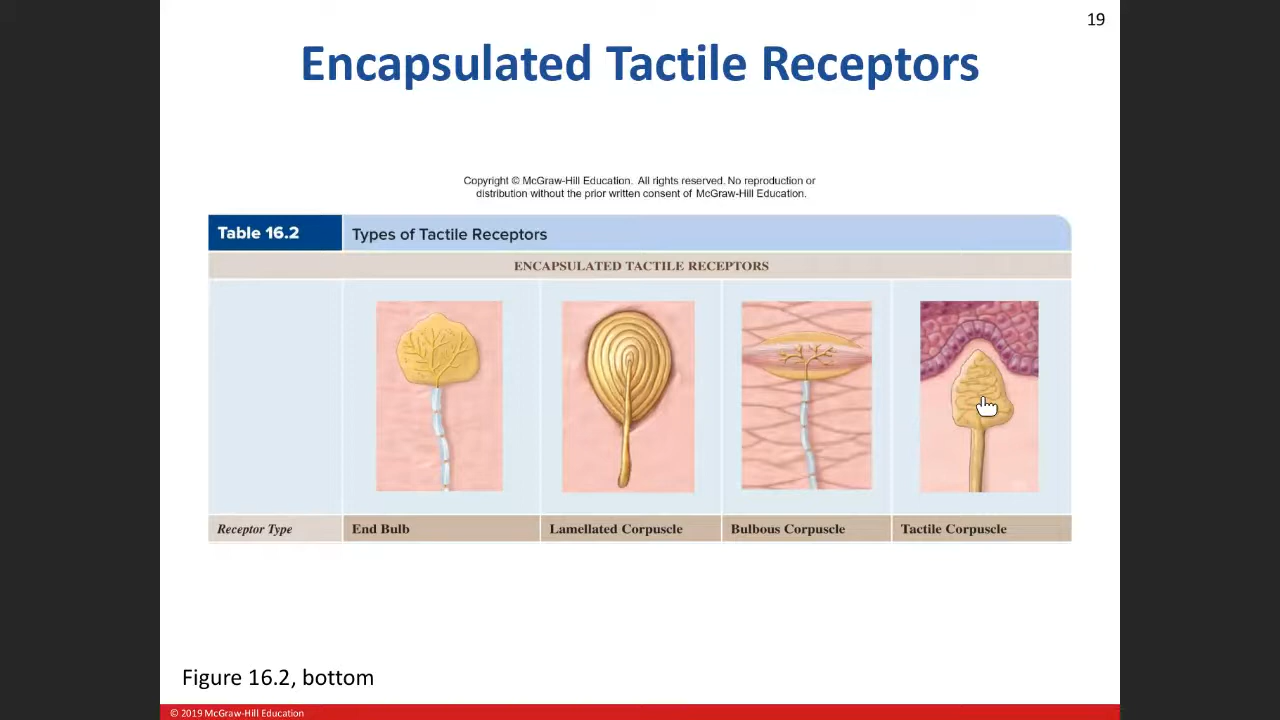 19
Encapsulated Tactile Receptors
Copyright © McGraw-Hill Education. All rights reserved. No reproduction or
distribution without the prior written consent of McGraw-Hill Education.
Table 16.2 Types of Tactile Receptors
ENCAPSULATED TACTILE RECEPTORS
Receptor Type End Bulb Lamellated Corpuscle Bulbous Corpuscle Tactile Corpuscle
Figure 16.2, bottom
© 2019 McGraw-Hill Education